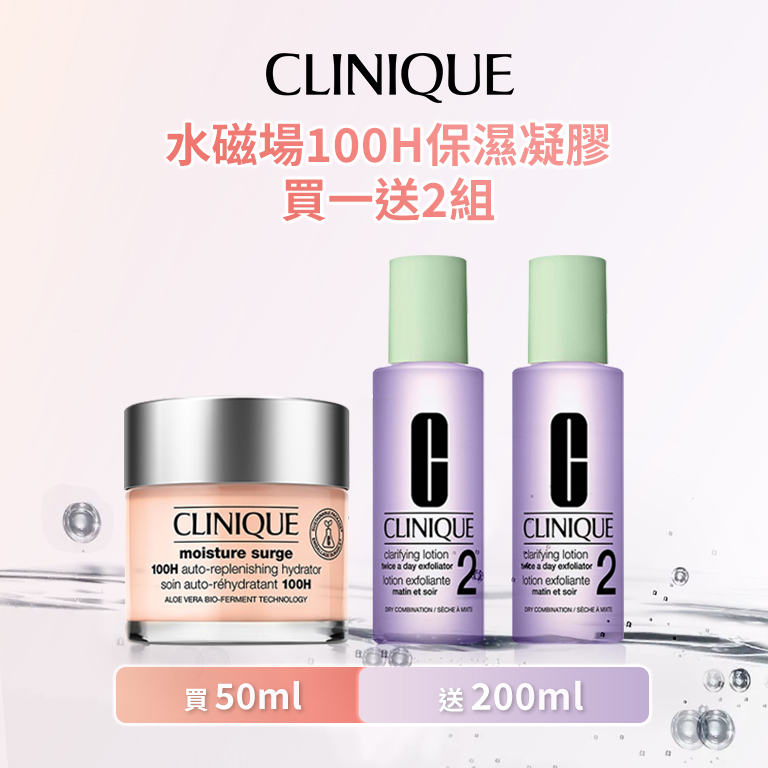 CLINIQUE
水磁場100H保濕凝膠
買一送2組
CLINIQUE
moisture surge
100H auto-replenishing hydrator
soin auto-réhydratant 100H
ALOE VERA BIO-FERMENT TECHNOLOGY
C
CLINIQUE
clarifying lotion
twice a day exfoliator
2
lotion exfoliante
matin et soir
DRY COMBINATION / SÈCHE À MIXTE
C
CLINIQUE
clarifying lotion
twice a day exfoliator
2
lotion exfoliante
matin et soir
DRY COMBINATION / SÈCHE À MIXTE
買 50ml
送 200ml